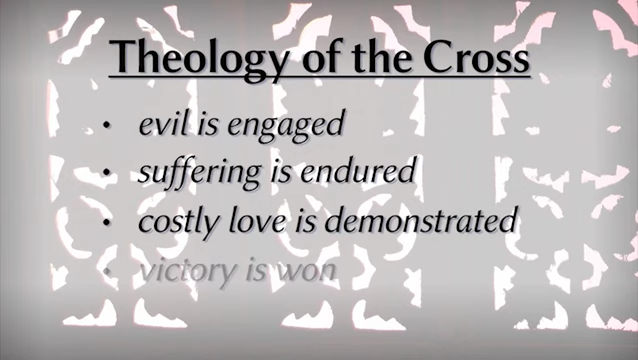 Theology of the Cross
• evil is engaged
• suffering is endured
• costly love is demonstrated
• victory is won